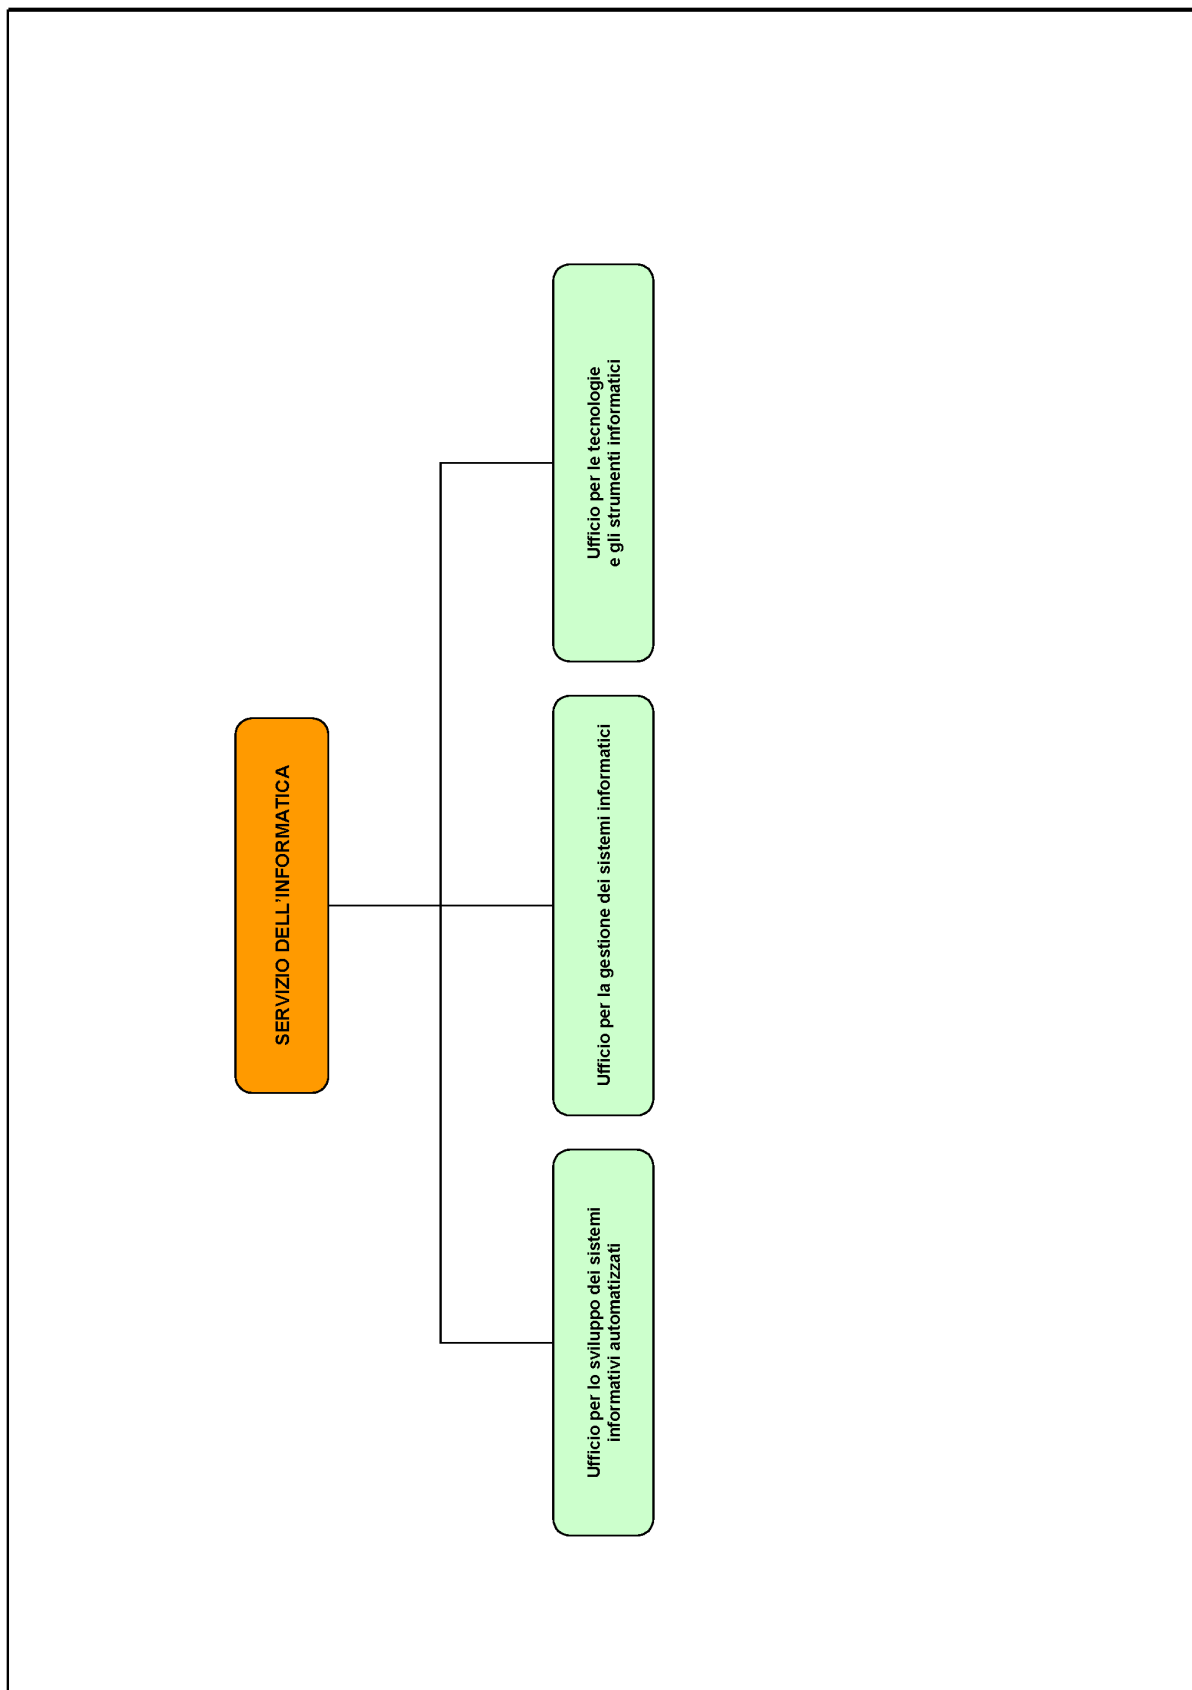 SERVIZIO DELL'INFORMATICA
Ufficio per lo sviluppo dei sistemi
informativi automatizzati
Ufficio per la gestione dei sistemi informatici
Ufficio per le tecnologie
e gli strumenti informatici